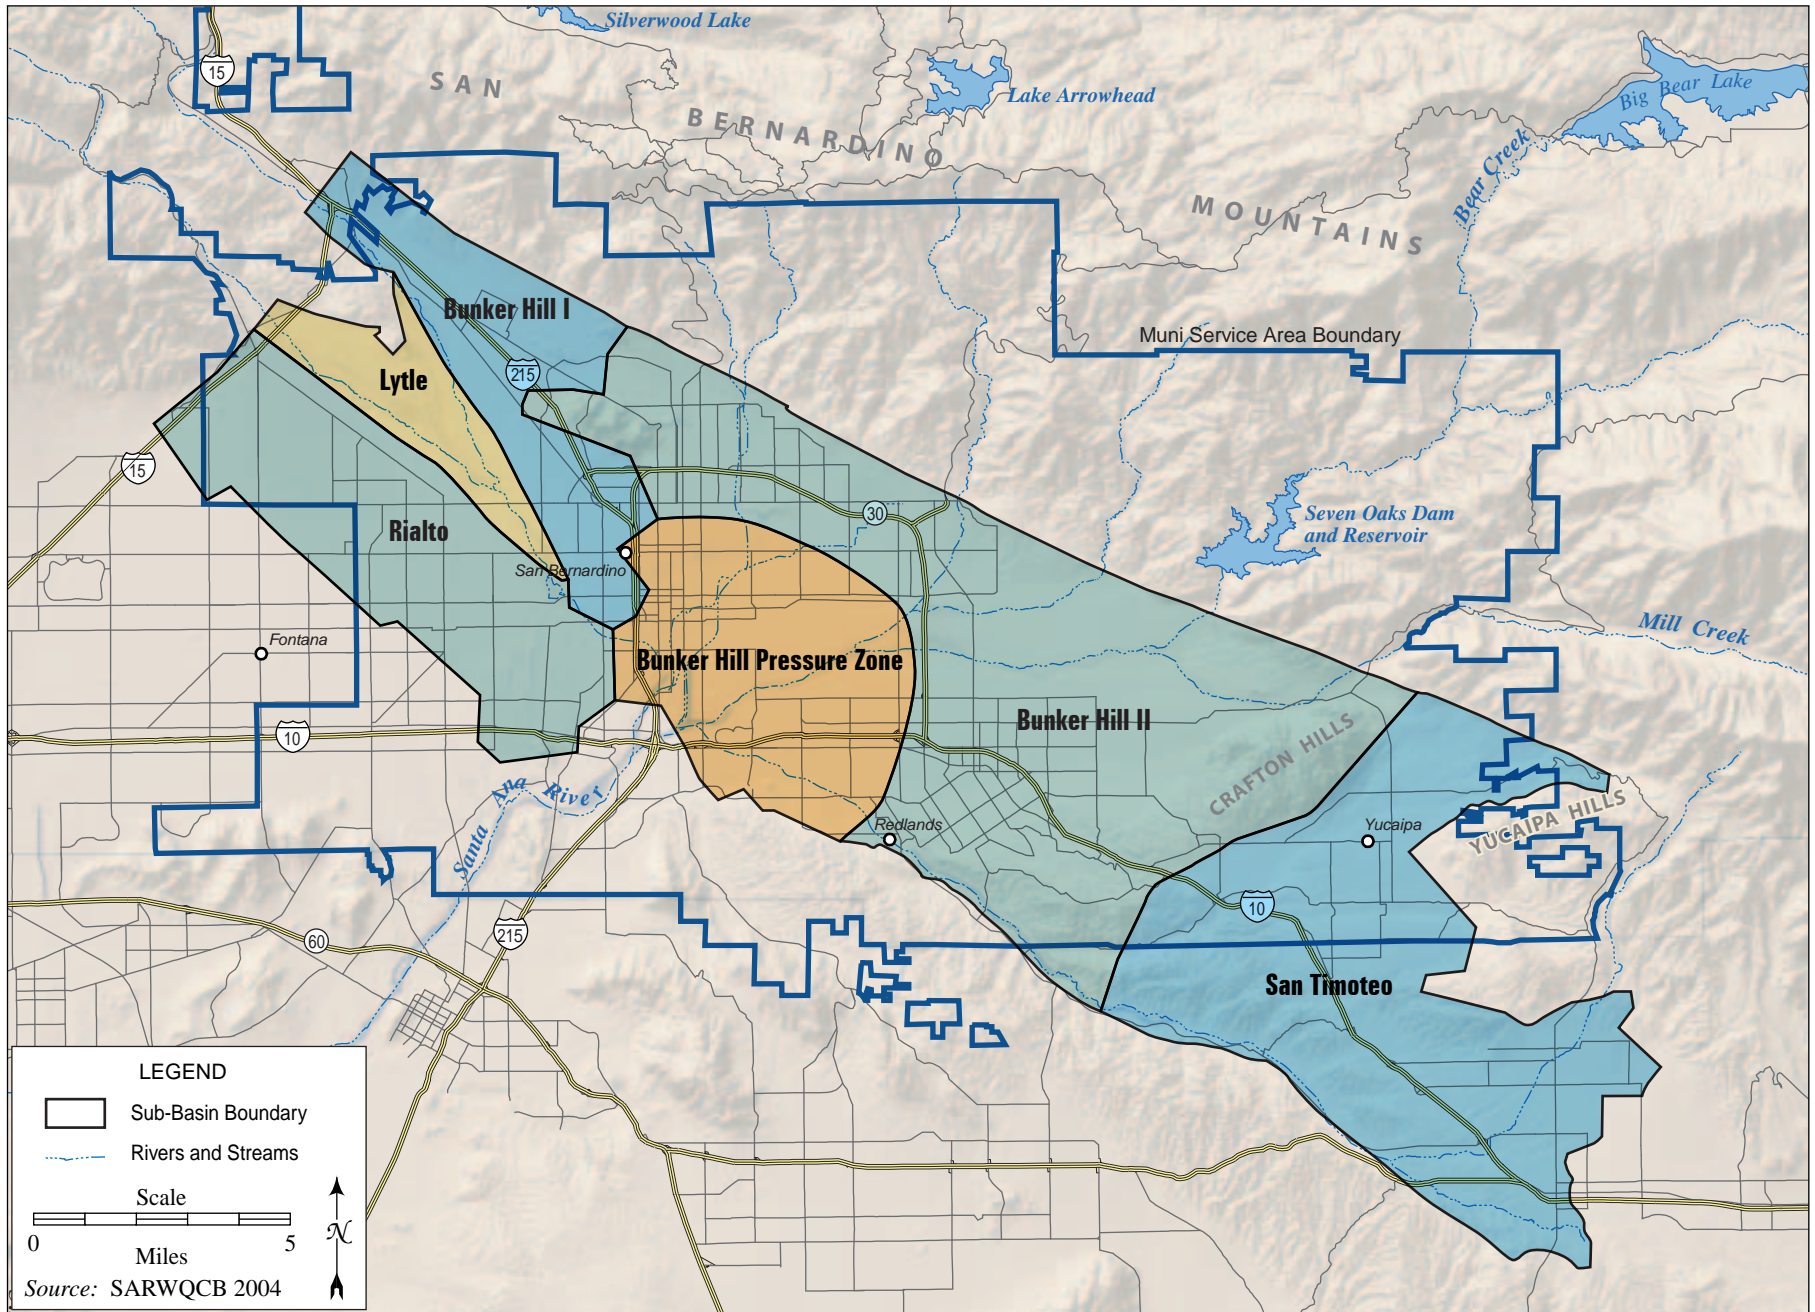 Silverwood Lake
15
SAN
BERNARDINO
MOUNTAINS
Lake Arrowhead
Big Bear Lake
Bear Creek
Bunker Hill I
Muni Service Area Boundary
215
Lytle
15
Rialto
30
Seven Oaks Dam
and Reservoir
San Bernardino
Fontana
Mill Creek
Bunker Hill Pressure Zone
Bunker Hill II
10
CRAFTON HILLS
Santa Ana River
Redlands
Yucaipa
YUCAIPA HILLS
10
60
215
San Timoteo
LEGEND
Sub-Basin Boundary
Rivers and Streams
Scale
0 5
Miles
N
Source: SARWQCB 2004